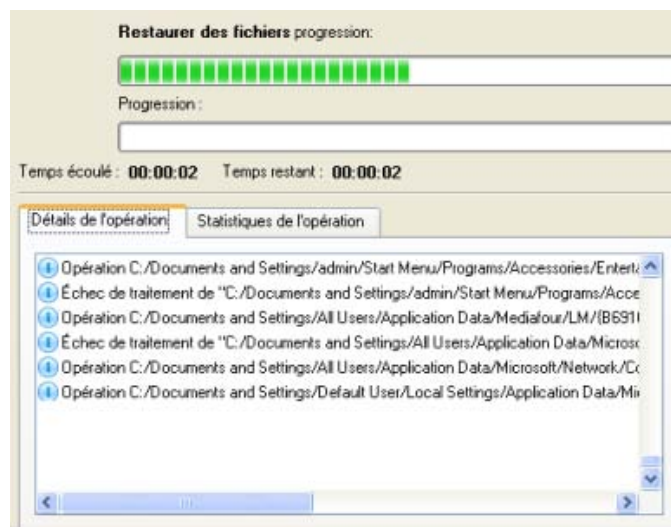 Restaurer des fichiers progression:
Progression :
Temps écoulé : 00:00:02 Temps restant : 00:00:02
Détails de l'opération Statistiques de l'opération
Opération C:/Documents and Settings/admin/Start Menu/Programs/Accessories/Enterta
Échec de traitement de "C:/Documents and Settings/admin/Start Menu/Programs/Acce
Opération C:/Documents and Settings/All Users/Application Data/Mediafour/LM/{B691
Échec de traitement de "C:/Documents and Settings/All Users/Application Data/Microso
Opération C:/Documents and Settings/All Users/Application Data/Microsoft/Network/Co
Opération C:/Documents and Settings/Default User/Local Settings/Application Data/Mi